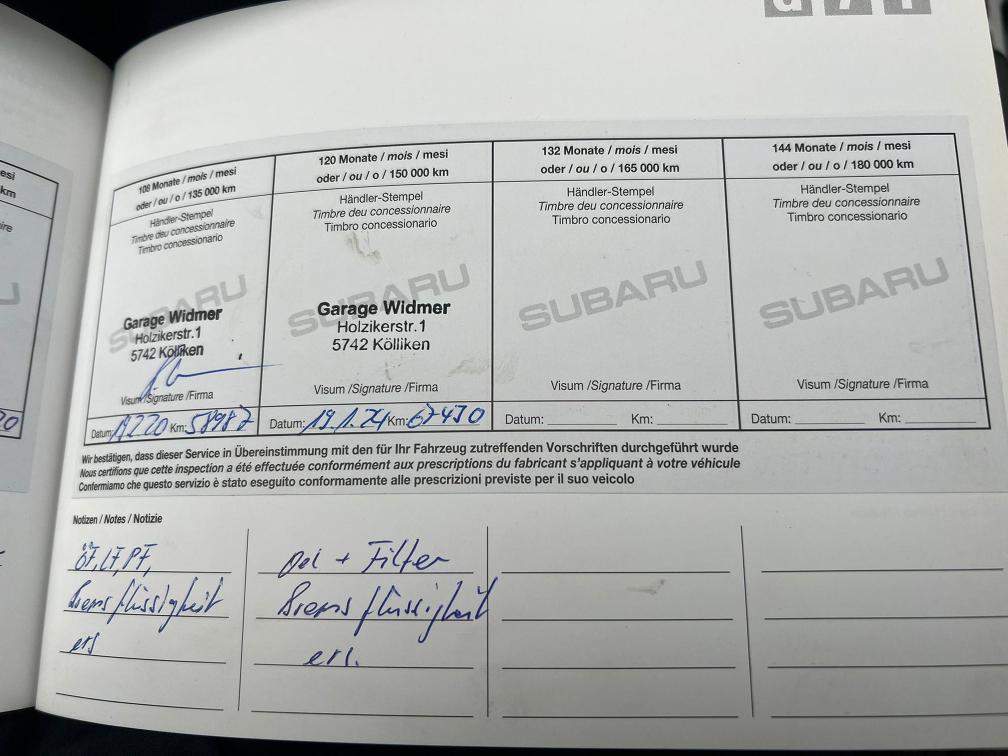 108 Monate / mois / mesi
oder / ou / o / 135 000 km
Händler-Stempel
Timbre deu concessionnaire
Timbro concessionario
SUBARU
Garage Widmer
Holzikerstr.1
5742 Kölliken
Visum /Signature /Firma
Datum: Km: 58987
120 Monate / mois / mesi
oder / ou / o / 150 000 km
Händler-Stempel
Timbre deu concessionnaire
Timbro concessionario
SUBARU
Garage Widmer
Holzikerstr.1
5742 Kölliken
Visum /Signature /Firma
Datum: 19.1.24 Km: 67430
132 Monate / mois / mesi
oder / ou / o / 165 000 km
Händler-Stempel
Timbre deu concessionnaire
Timbro concessionario
SUBARU
Visum /Signature /Firma
Datum: Km:
144 Monate / mois / mesi
oder / ou / o / 180 000 km
Händler-Stempel
Timbre deu concessionnaire
Timbro concessionario
SUBARU
Visum /Signature /Firma
Datum: Km:
Wir bestätigen, dass dieser Service in Übereinstimmung mit den für Ihr Fahrzeug zutreffenden Vorschriften durchgeführt wurde
Nous certifions que cette inspection a été effectuée conformément aux prescriptions du fabricant s'appliquant à votre véhicule
Confermiamo che questo servizio è stato eseguito conformamente alle prescrizioni previste per il suo veicolo
Notizen / Notes / Notizie
ÖF, LF, PF,
Bremsflüssigkeit
ers
Oel + Filter
Bremsflüssigkeit
ers.